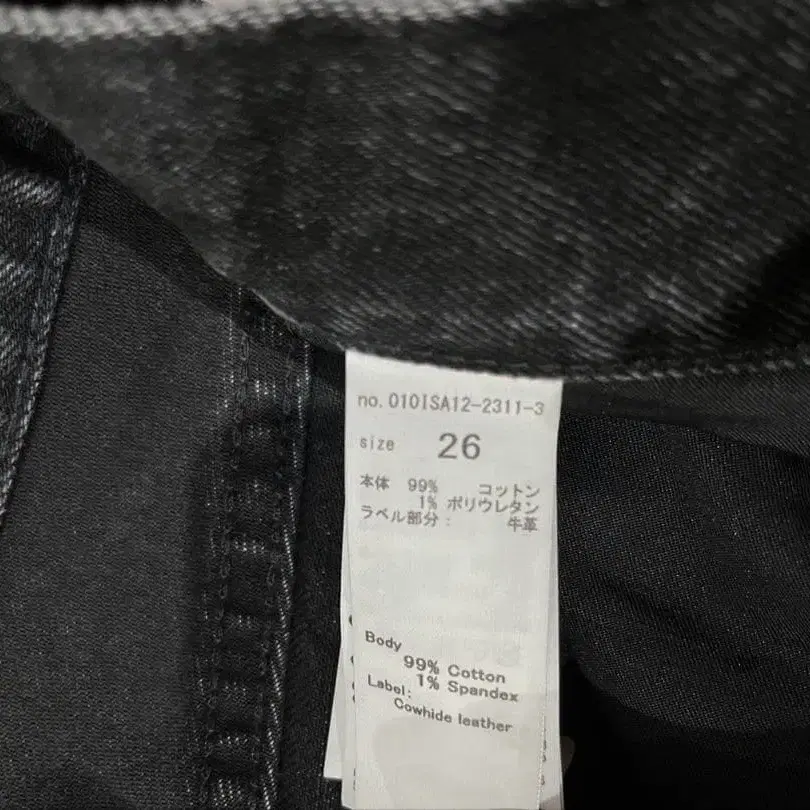 no. 010ISA12-2311-3
size 26
本体 99% コットン
1% ポリウレタン
ラベル部分： 牛革
Body
99% Cotton
1% Spandex
Label:
Cowhide leather